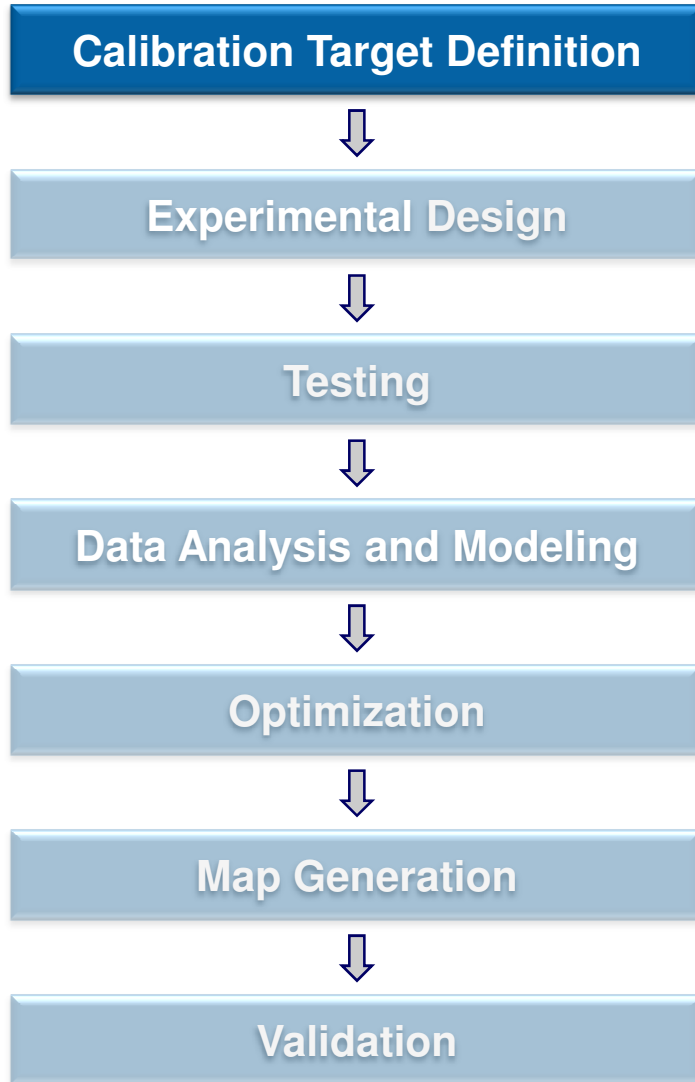 Calibration Target Definition
Experimental Design
Testing
Data Analysis and Modeling
Optimization
Map Generation
Validation